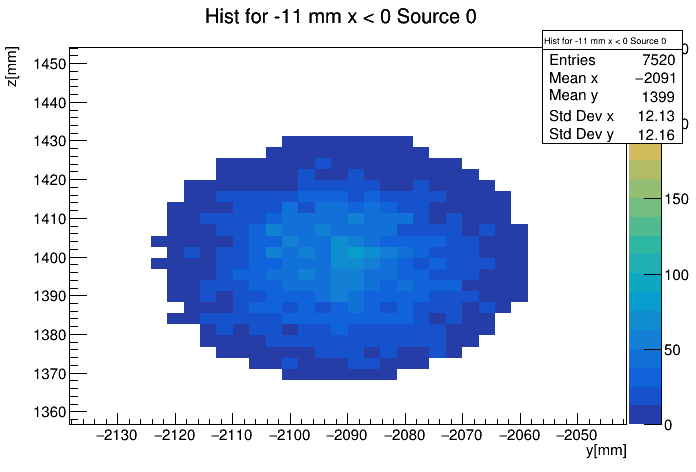 Hist for -11 mm x < 0 Source 0
z[mm]
Hist for -11 mm x < 0 Source 0
Entries 7520
Mean x −2091
Mean y 1399
Std Dev x 12.13
Std Dev y 12.16
1450
1440
1430
1420
1410
1400
1390
1380
1370
1360
−2130 −2120 −2110 −2100 −2090 −2080 −2070 −2060 −2050
y[mm]
150
100
50
0